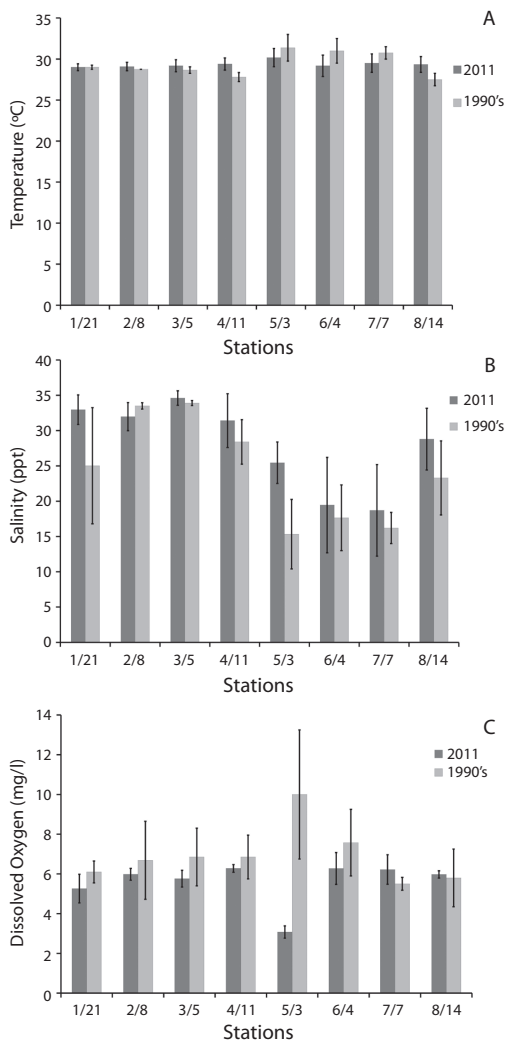 A
35
30
25
20
15
10
5
0
Temperature (ºC)
2011
1990's
1/21 2/8 3/5 4/11 5/3 6/4 7/7 8/14
Stations
B
40
35
30
25
20
15
10
5
0
Salinity (ppt)
2011
1990's
1/21 2/8 3/5 4/11 5/3 6/4 7/7 8/14
Stations
C
14
12
10
8
6
4
2
0
Dissolved Oxygen (mg/l)
2011
1990's
1/21 2/8 3/5 4/11 5/3 6/4 7/7 8/14
Stations